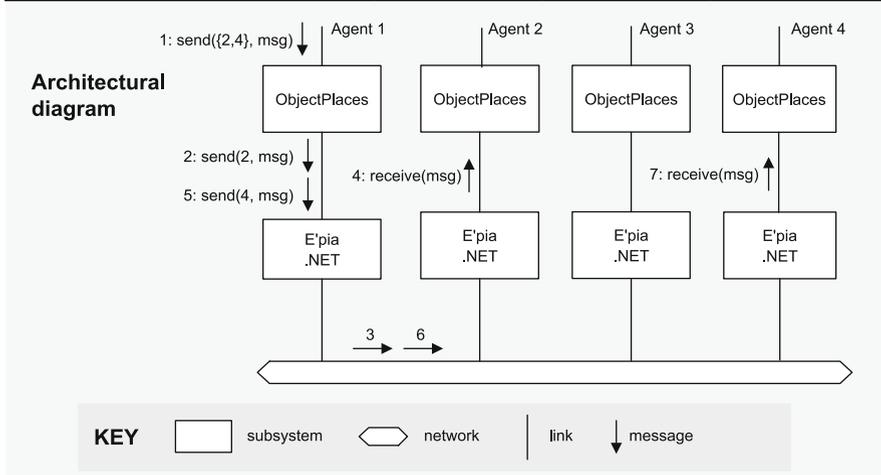 1: send({2,4}, msg)
Agent 1
Agent 2
Agent 3
Agent 4
Architectural
diagram
ObjectPlaces
ObjectPlaces
ObjectPlaces
ObjectPlaces
2: send(2, msg)
4: receive(msg)
7: receive(msg)
5: send(4, msg)
E'pia
.NET
E'pia
.NET
E'pia
.NET
E'pia
.NET
3
6
KEY
subsystem
network
link
message